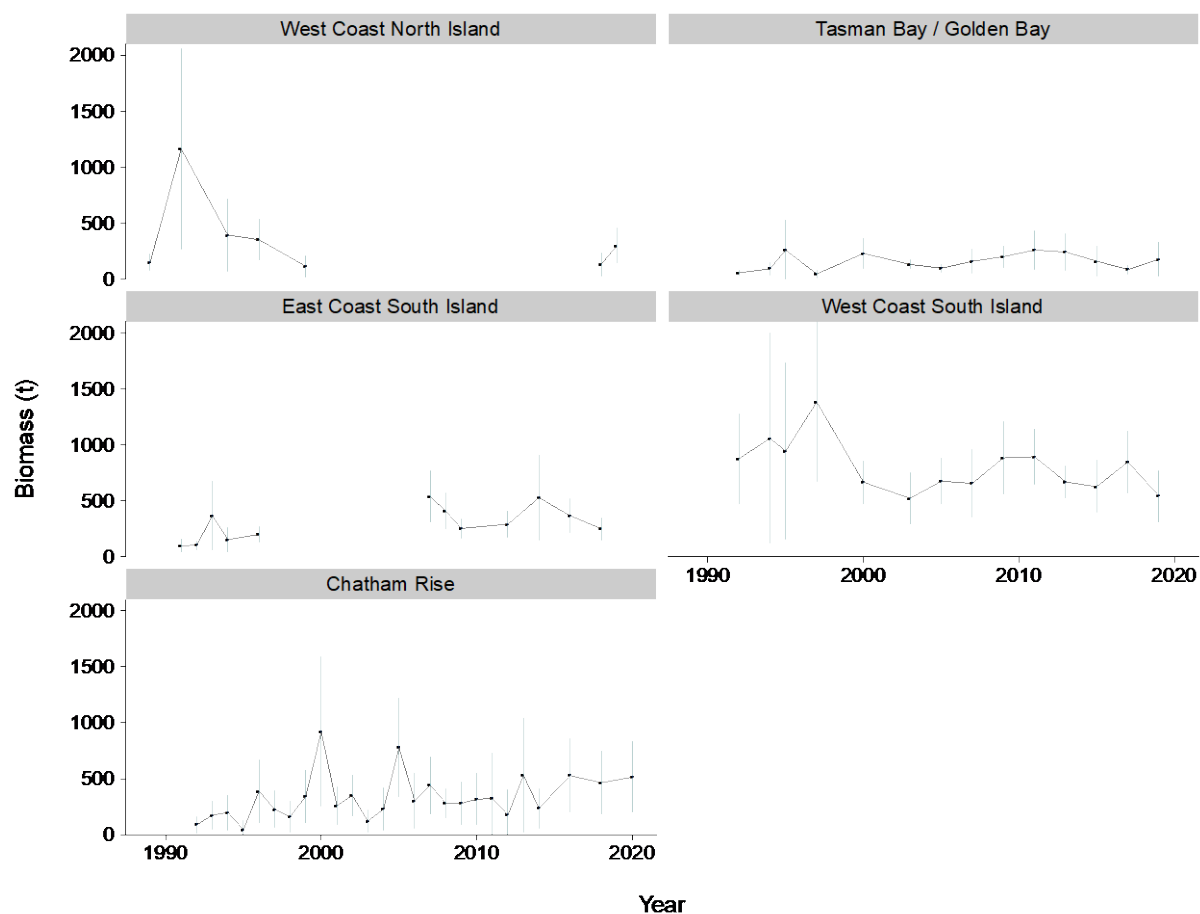 West Coast North Island
Tasman Bay / Golden Bay
2000
1500
1000
500
0
East Coast South Island
West Coast South Island
2000
1500
1000
500
0
1990 2000 2010 2020
Chatham Rise
2000
1500
1000
500
0
1990 2000 2010 2020
Biomass (t)
Year